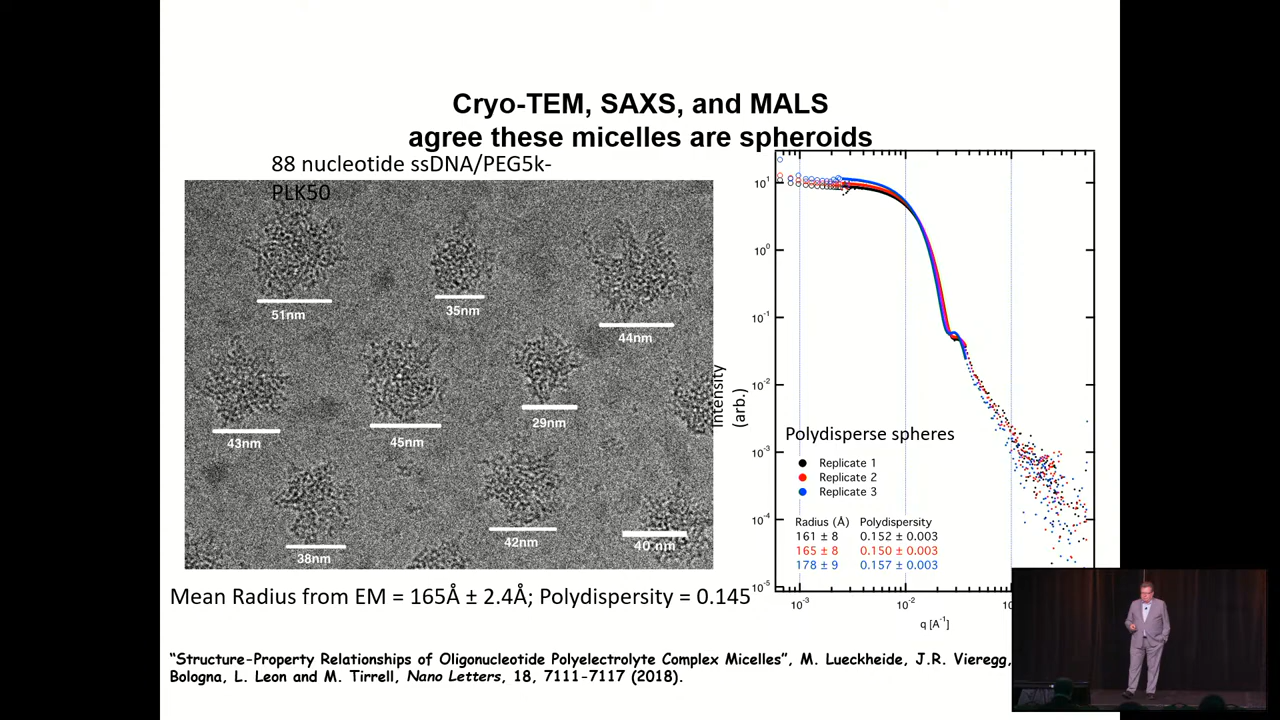 Cryo-TEM, SAXS, and MALS
agree these micelles are spheroids
88 nucleotide ssDNA/PEG5k-
PLK50
51nm
35nm
44nm
43nm
45nm
29nm
38nm
42nm
40 nm
Mean Radius from EM = 165Å ± 2.4Å; Polydispersity = 0.145
10¹
10⁰
10⁻¹
10⁻²
10⁻³
10⁻⁴
10⁻⁵
Intensity
(arb.)
Polydisperse spheres
Replicate 1
Replicate 2
Replicate 3
Radius (Å) Polydispersity
161 ± 8 0.152 ± 0.003
165 ± 8 0.150 ± 0.003
178 ± 9 0.157 ± 0.003
10⁻³ 10⁻²
q [A⁻¹]
"Structure-Property Relationships of Oligonucleotide Polyelectrolyte Complex Micelles", M. Lueckheide, J.R. Vieregg,
Bologna, L. Leon and M. Tirrell, Nano Letters, 18, 7111-7117 (2018).